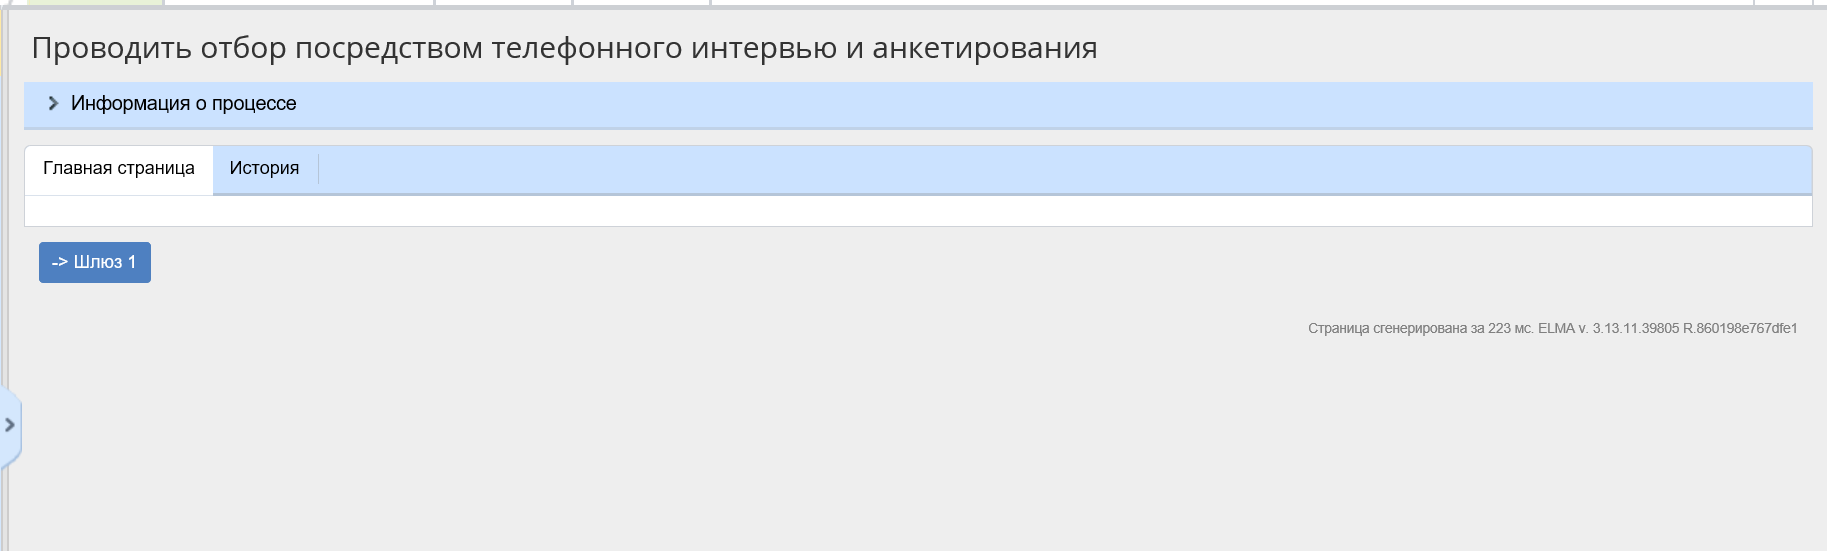 Проводить отбор посредством телефонного интервью и анкетирования
Информация о процессе
Главная страница История
-> Шлюз 1
Страница сгенерирована за 223 мс. ELMA v. 3.13.11.39805 R.860198e767dfe1